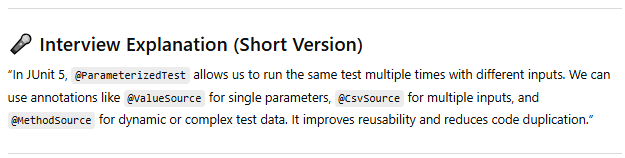 🎤 Interview Explanation (Short Version)
“In JUnit 5, @ParameterizedTest allows us to run the same test multiple times with different inputs. We can
use annotations like @ValueSource for single parameters, @CsvSource for multiple inputs, and
@MethodSource for dynamic or complex test data. It improves reusability and reduces code duplication.”